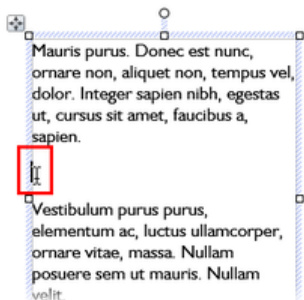 Mauris purus. Donec est nunc,
ornare non, aliquet non, tempus vel,
dolor. Integer sapien nibh, egestas
ut, cursus sit amet, faucibus a,
sapien.
Vestibulum purus purus,
elementum ac, luctus ullamcorper,
ornare vitae, massa. Nullam
posuere sem ut mauris. Nullam
velit.